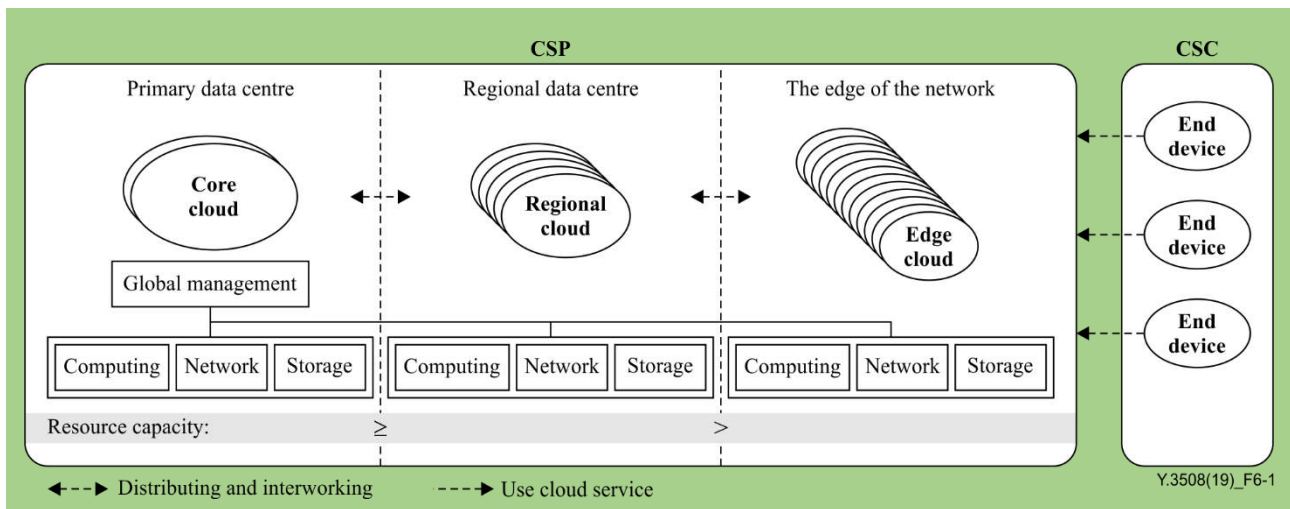 CSP
CSC
Primary data centre
Regional data centre
The edge of the network
Core
cloud
Regional
cloud
Edge
cloud
End
device
End
device
End
device
Global management
Computing
Network
Storage
Computing
Network
Storage
Computing
Network
Storage
Resource capacity: ≥ >
Distributing and interworking
Use cloud service
Y.3508(19)_F6-1